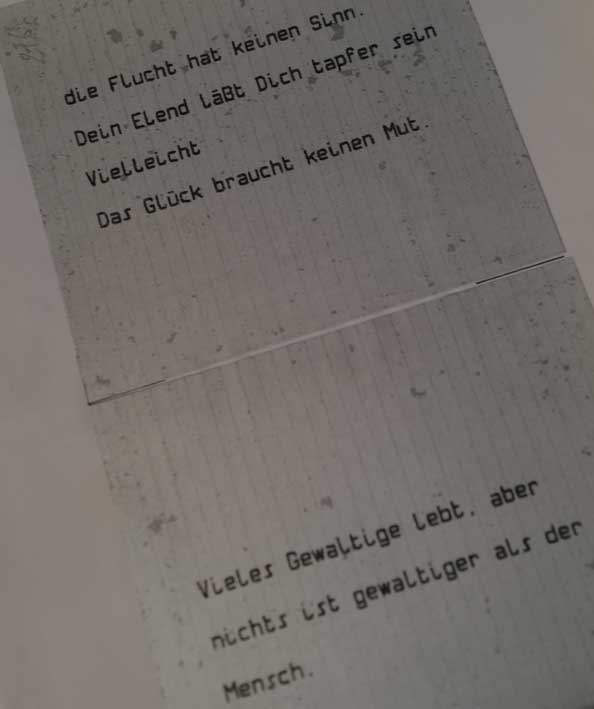 die Flucht hat keinen Sinn.
Dein Elend läßt Dich tapfer sein
Vielleicht
Das Glück braucht keinen Mut.
Vieles Gewaltige lebt, aber
nichts ist gewaltiger als der
Mensch.